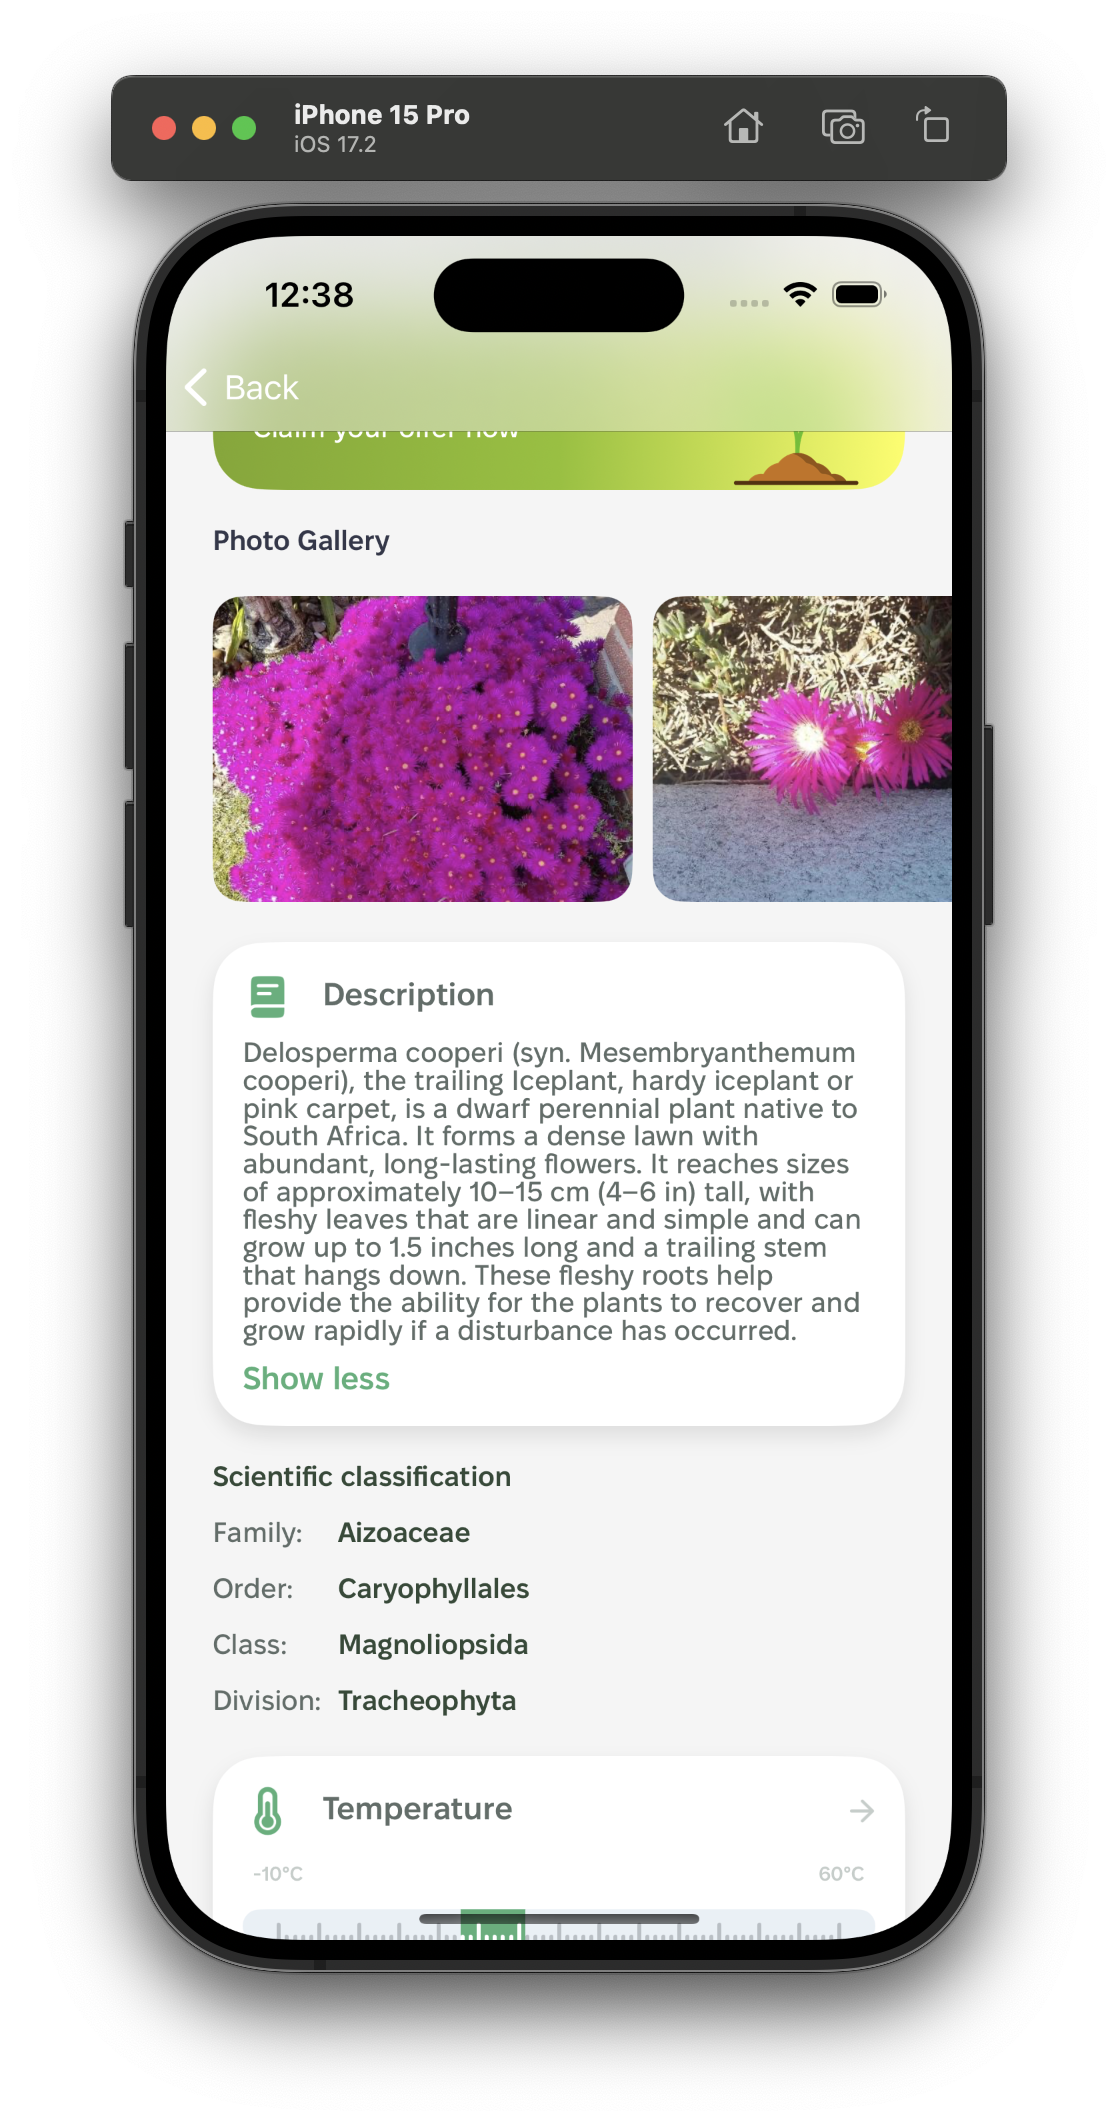 iPhone 15 Pro
iOS 17.2
12:38
Back
Claim your offer now
Photo Gallery
Description
Delosperma cooperi (syn. Mesembryanthemum
cooperi), the trailing Iceplant, hardy iceplant or
pink carpet, is a dwarf perennial plant native to
South Africa. It forms a dense lawn with
abundant, long-lasting flowers. It reaches sizes
of approximately 10–15 cm (4–6 in) tall, with
fleshy leaves that are linear and simple and can
grow up to 1.5 inches long and a trailing stem
that hangs down. These fleshy roots help
provide the ability for the plants to recover and
grow rapidly if a disturbance has occurred.
Show less
Scientific classification
Family: Aizoaceae
Order: Caryophyllales
Class: Magnoliopsida
Division: Tracheophyta
Temperature
-10°C 60°C